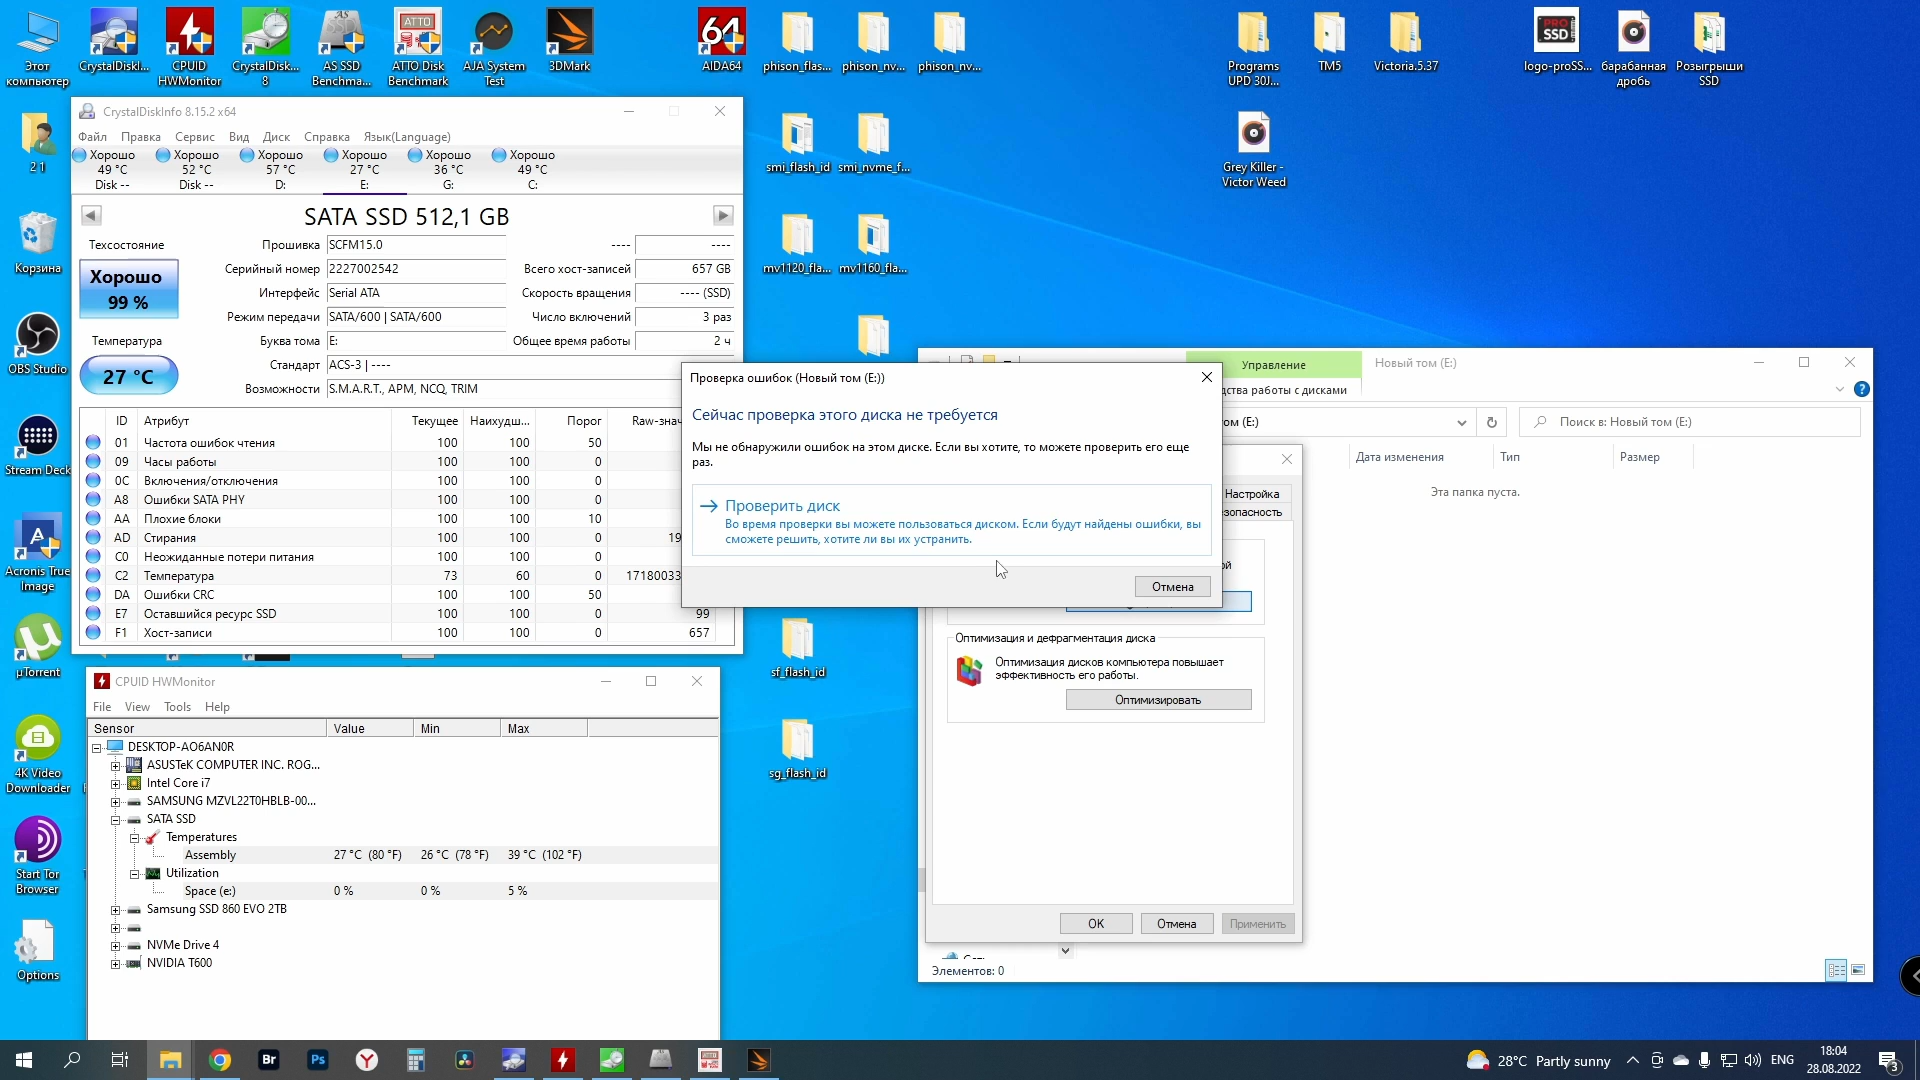 Этот компьютер
CrystalDiskI...
CPUID HWMonitor
CrystalDisk... 8
AS SSD Benchma...
ATTO Disk Benchmark
AJA System Test
3DMark
AIDA64
phison_flas...
phison_nv...
phison_nv...
Programs UPD 30J...
TM5
Victoria.5.37
logo-proSS...
барабанная дробь
Розыгрыши SSD
2 1
Корзина
OBS Studio
Stream Deck
Acronis True Image
µTorrent
4K Video Downloader
Start Tor Browser
Options
smi_flash_id
smi_nvme_f...
mv1120_fla...
mv1160_fla...
sf_flash_id
sg_flash_id
Grey Killer - Victor Weed
CrystalDiskInfo 8.15.2 x64
Файл Правка Сервис Вид Диск Справка Язык(Language)
Хорошо Хорошо Хорошо Хорошо Хорошо Хорошо
49 °C 52 °C 57 °C 27 °C 36 °C 49 °C
Disk -- Disk -- D: E: G: C:
SATA SSD 512,1 GB
Техсостояние
Хорошо
99 %
Температура
27 °C
Прошивка SCFM15.0 ---- ----
Серийный номер 2227002542 Всего хост-записей 657 GB
Интерфейс Serial ATA Скорость вращения ---- (SSD)
Режим передачи SATA/600 | SATA/600 Число включений 3 раз
Буква тома E: Общее время работы 2 ч
Стандарт ACS-3 | ----
Возможности S.M.A.R.T., APM, NCQ, TRIM
ID Атрибут Текущее Наихудш... Порог Raw-знач
01 Частота ошибок чтения 100 100 50
09 Часы работы 100 100 0
0C Включения/отключения 100 100 0
A8 Ошибки SATA PHY 100 100 0
AA Плохие блоки 100 100 10
AD Стирания 100 100 0 19
C0 Неожиданные потери питания 100 100 0
C2 Температура 73 60 0 17180033
DA Ошибки CRC 100 100 50
E7 Оставшийся ресурс SSD 100 100 0 99
F1 Хост-записи 100 100 0 657
CPUID HWMonitor
File View Tools Help
Sensor Value Min Max
DESKTOP-AO6AN0R
ASUSTeK COMPUTER INC. ROG...
Intel Core i7
SAMSUNG MZVL22T0HBLB-00...
SATA SSD
Temperatures
Assembly 27 °C (80 °F) 26 °C (78 °F) 39 °C (102 °F)
Utilization
Space (e:) 0 % 0 % 5 %
Samsung SSD 860 EVO 2TB
NVMe Drive 4
NVIDIA T600
Проверка ошибок (Новый том (E:))
Сейчас проверка этого диска не требуется
Мы не обнаружили ошибок на этом диске. Если вы хотите, то можете проверить его еще
раз.
Проверить диск
Во время проверки вы можете пользоваться диском. Если будут найдены ошибки, вы
сможете решить, хотите ли вы их устранить.
Отмена
Управление Новый том (E:)
дства работы с дисками
ом (E:) Поиск в: Новый том (E:)
Дата изменения Тип Размер
Эта папка пуста.
Настройка
езопасность
ой
Оптимизация и дефрагментация диска
Оптимизация дисков компьютера повышает
эффективность его работы.
Оптимизировать
OK Отмена Применить
Элементов: 0
28°C Partly sunny
ENG
18:04
28.08.2022
3